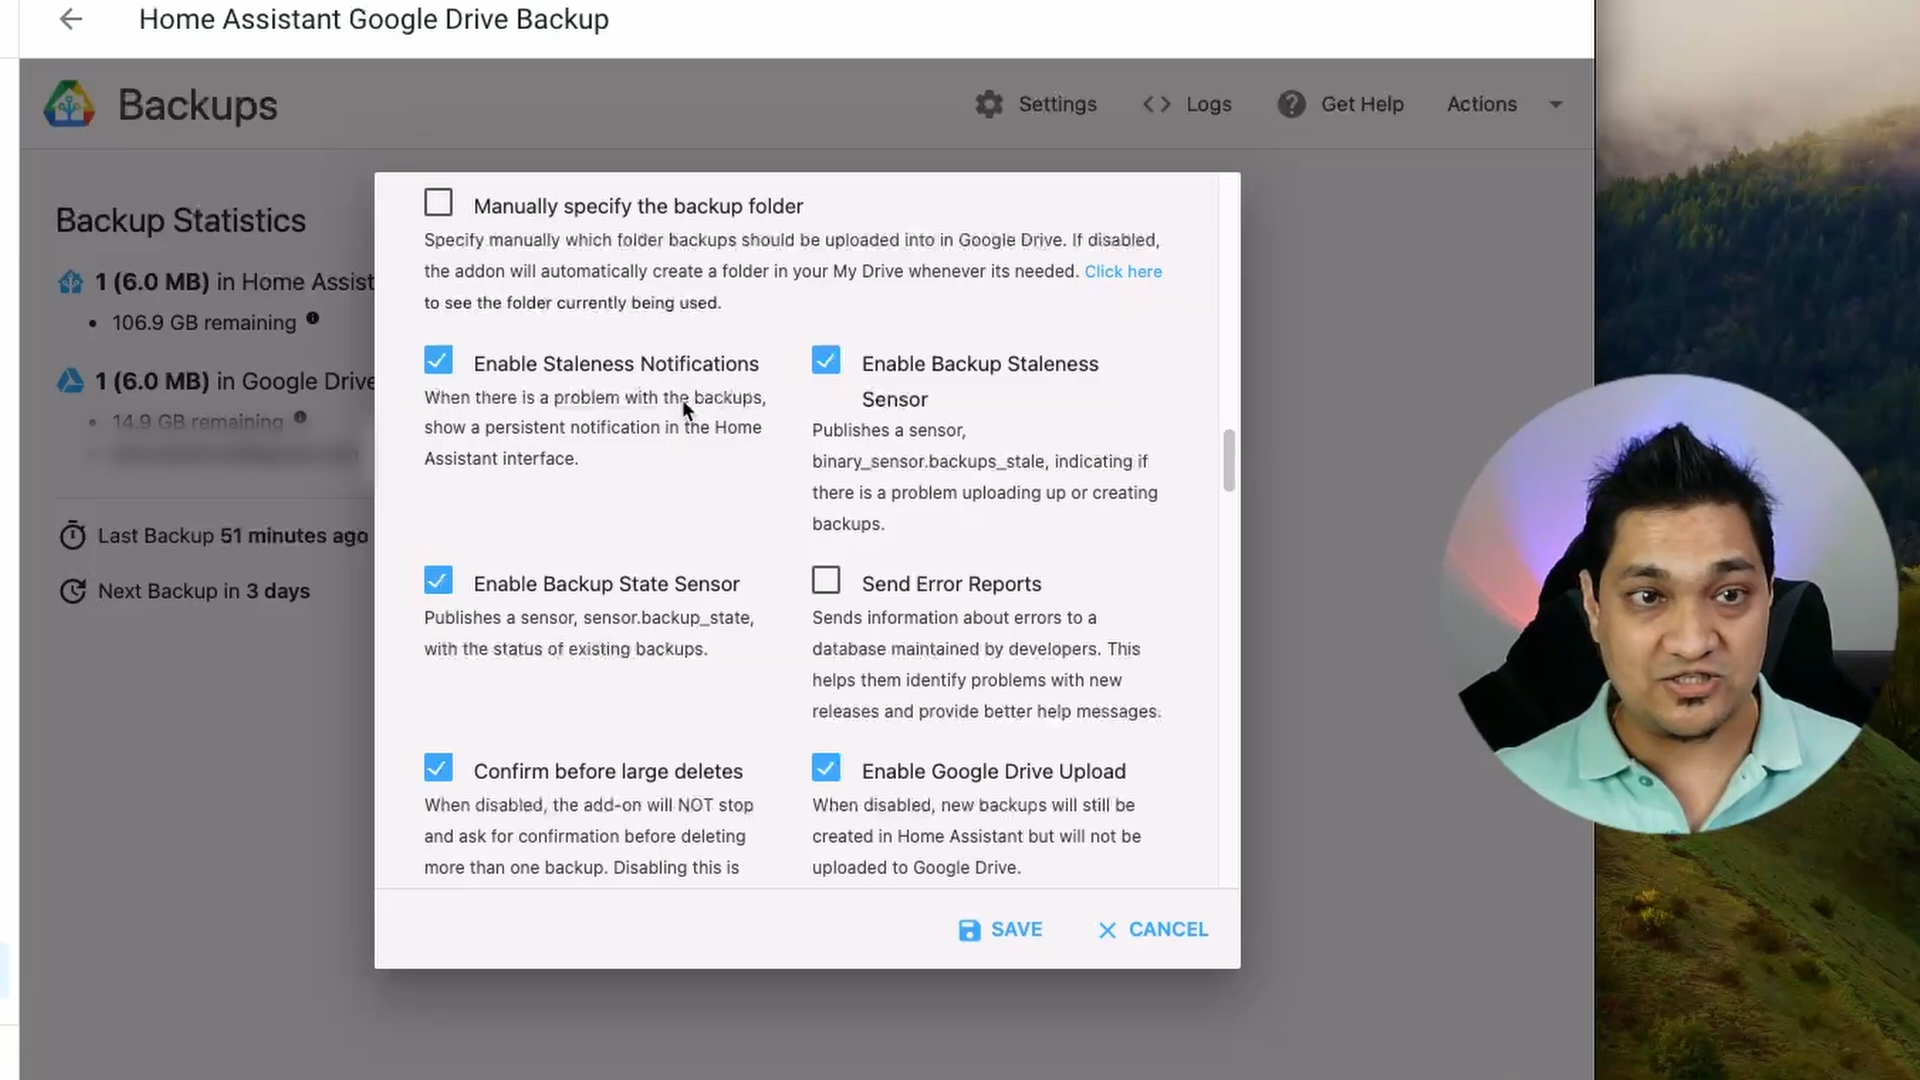 Home Assistant Google Drive Backup
Backups
Settings
Logs
Get Help
Actions
Backup Statistics
1 (6.0 MB) in Home Assist
106.9 GB remaining
1 (6.0 MB) in Google Drive
14.9 GB remaining
Last Backup 51 minutes ago
Next Backup in 3 days
Manually specify the backup folder
Specify manually which folder backups should be uploaded into in Google Drive. If disabled,
the addon will automatically create a folder in your My Drive whenever its needed. Click here
to see the folder currently being used.
Enable Staleness Notifications
When there is a problem with the backups,
show a persistent notification in the Home
Assistant interface.
Enable Backup Staleness
Sensor
Publishes a sensor,
binary_sensor.backups_stale, indicating if
there is a problem uploading up or creating
backups.
Enable Backup State Sensor
Publishes a sensor, sensor.backup_state,
with the status of existing backups.
Send Error Reports
Sends information about errors to a
database maintained by developers. This
helps them identify problems with new
releases and provide better help messages.
Confirm before large deletes
When disabled, the add-on will NOT stop
and ask for confirmation before deleting
more than one backup. Disabling this is
Enable Google Drive Upload
When disabled, new backups will still be
created in Home Assistant but will not be
uploaded to Google Drive.
SAVE
CANCEL